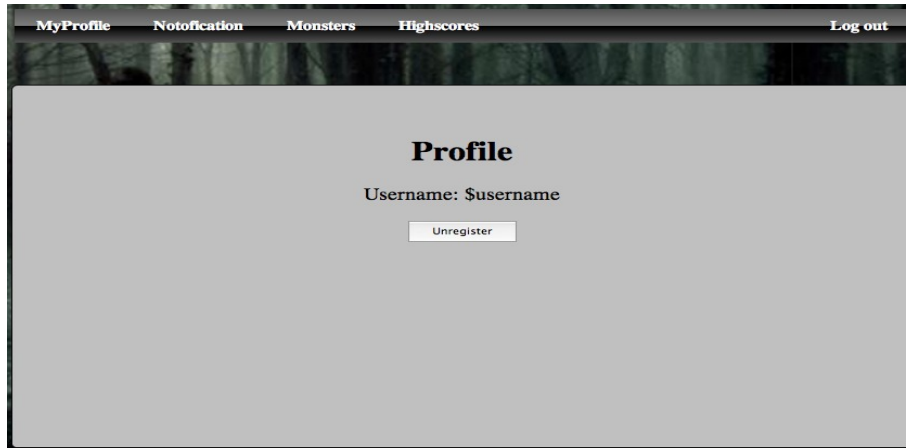 MyProfile Notofication Monsters Highscores Log out
Profile
Username: $username
Unregister